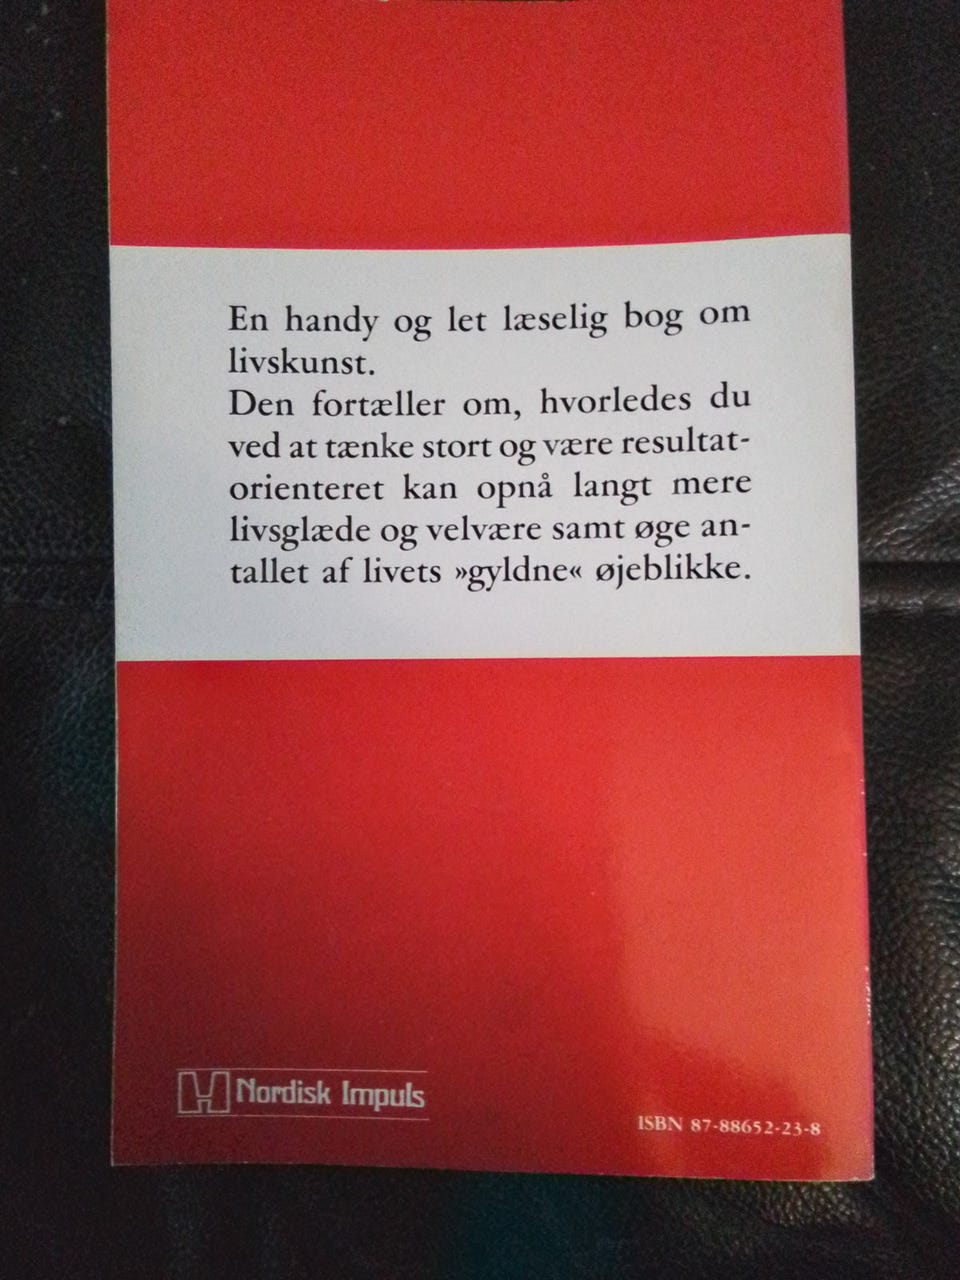 En handy og let læselig bog om
livskunst.
Den fortæller om, hvorledes du
ved at tænke stort og være resultat-
orienteret kan opnå langt mere
livsglæde og velvære samt øge an-
tallet af livets »gyldne« øjeblikke.
Nordisk Impuls
ISBN 87-88652-23-8